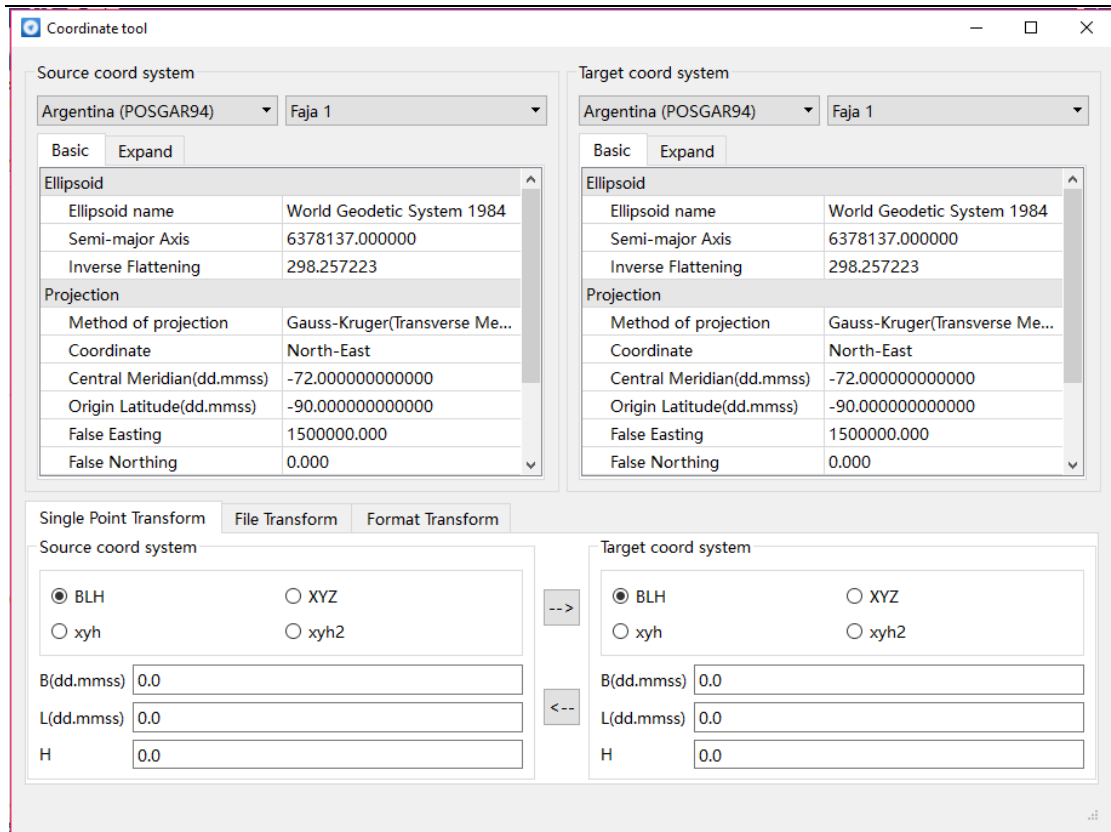 Coordinate tool
Source coord system
Argentina (POSGAR94) Faja 1
Basic Expand
Ellipsoid
Ellipsoid name World Geodetic System 1984
Semi-major Axis 6378137.000000
Inverse Flattening 298.257223
Projection
Method of projection Gauss-Kruger(Transverse Me...
Coordinate North-East
Central Meridian(dd.mmss) -72.000000000000
Origin Latitude(dd.mmss) -90.000000000000
False Easting 1500000.000
False Northing 0.000
Target coord system
Argentina (POSGAR94) Faja 1
Basic Expand
Ellipsoid
Ellipsoid name World Geodetic System 1984
Semi-major Axis 6378137.000000
Inverse Flattening 298.257223
Projection
Method of projection Gauss-Kruger(Transverse Me...
Coordinate North-East
Central Meridian(dd.mmss) -72.000000000000
Origin Latitude(dd.mmss) -90.000000000000
False Easting 1500000.000
False Northing 0.000
Single Point Transform File Transform Format Transform
Source coord system
BLH XYZ
xyh xyh2
B(dd.mmss) 0.0
L(dd.mmss) 0.0
H 0.0
-->
<--
Target coord system
BLH XYZ
xyh xyh2
B(dd.mmss) 0.0
L(dd.mmss) 0.0
H 0.0